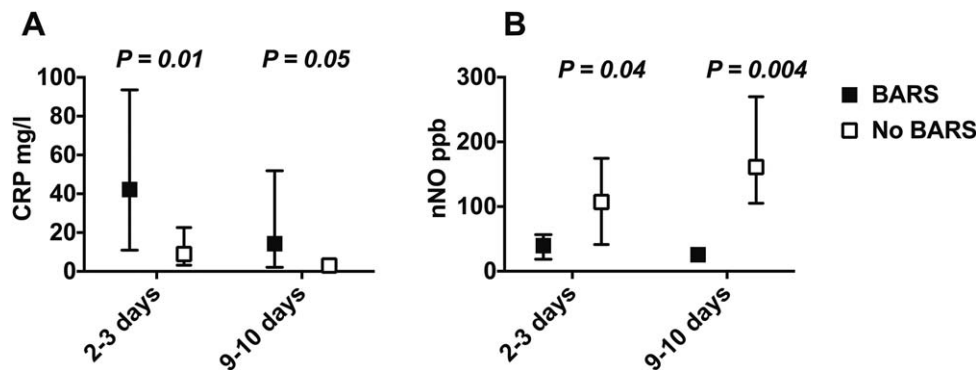 A
P = 0.01 P = 0.05
100
80
60
40
20
0
CRP mg/l
2-3 days
9-10 days
B
P = 0.04 P = 0.004
300
200
100
0
nNO ppb
2-3 days
9-10 days
BARS
No BARS